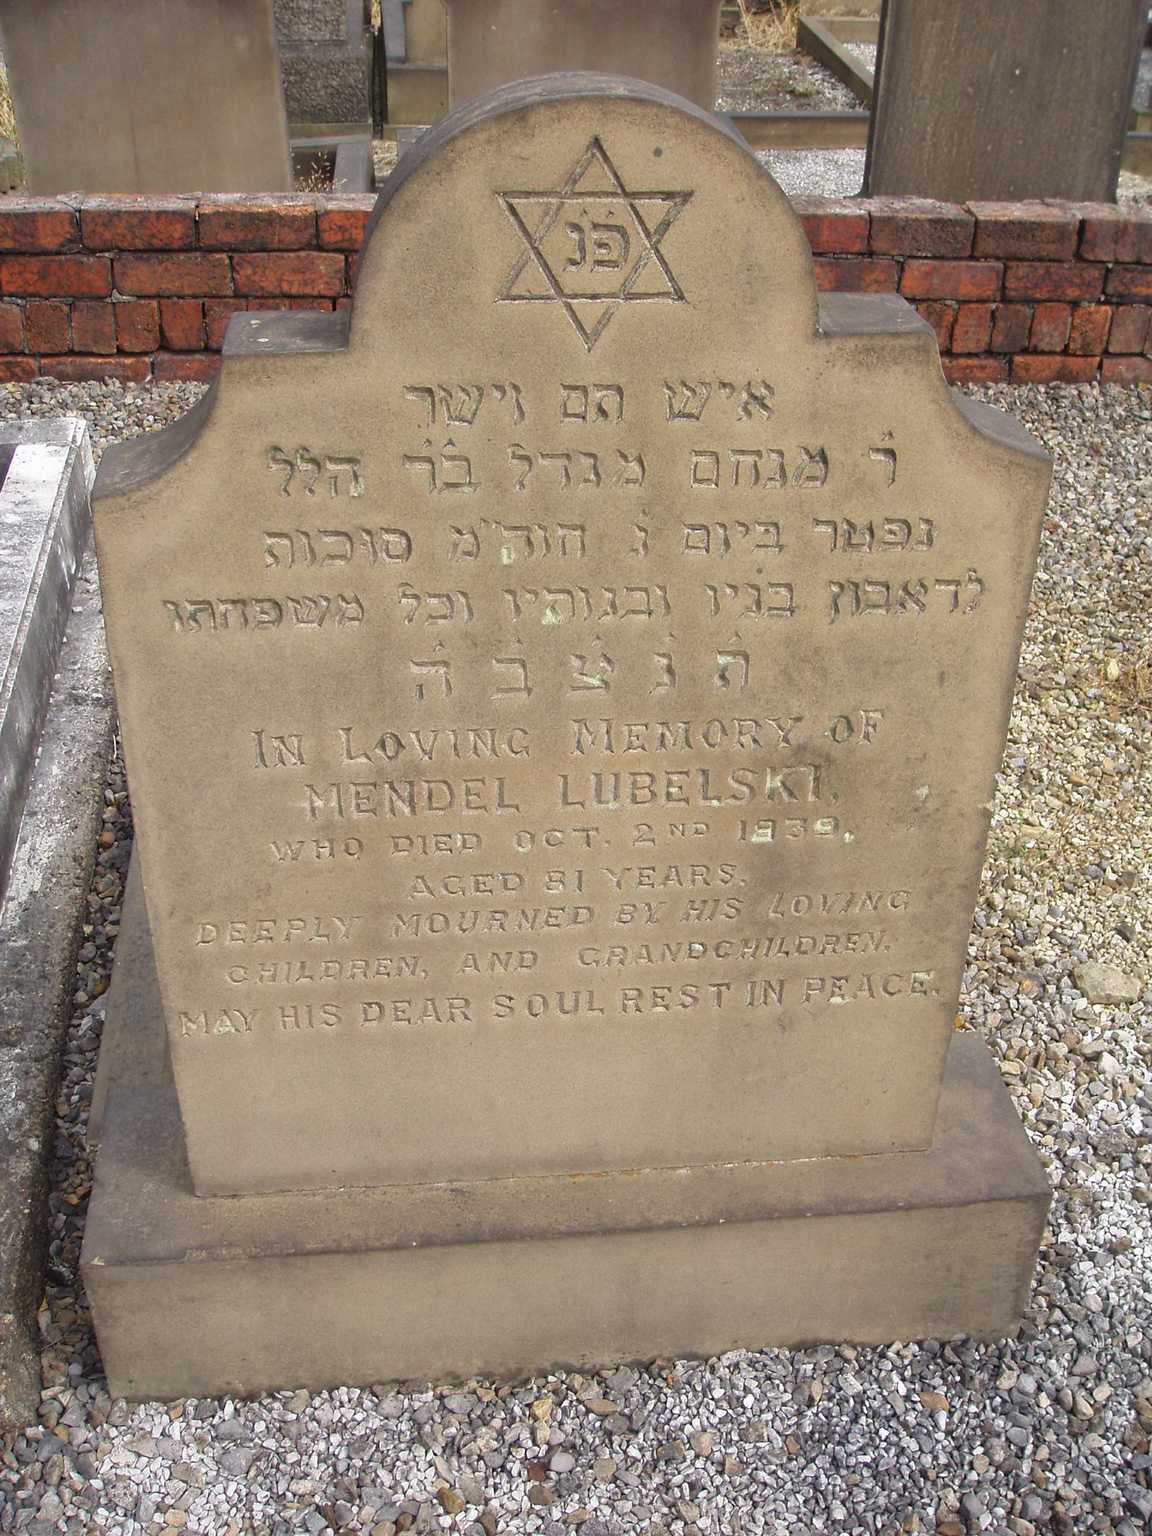 פ״נ
איש תם וישר
ר׳ מנחם מנדל בר׳ הלל
נפטר ביום ג׳ חוה״מ סוכות
לדאבון בניו ובנותיו וכל משפחתו
ת׳ נ׳ צ׳ ב׳ ה׳
IN LOVING MEMORY OF
MENDEL LUBELSKI.
WHO DIED OCT. 2ND 1939,
AGED 81 YEARS.
DEEPLY MOURNED BY HIS LOVING
CHILDREN, AND GRANDCHILDREN.
MAY HIS DEAR SOUL REST IN PEACE.